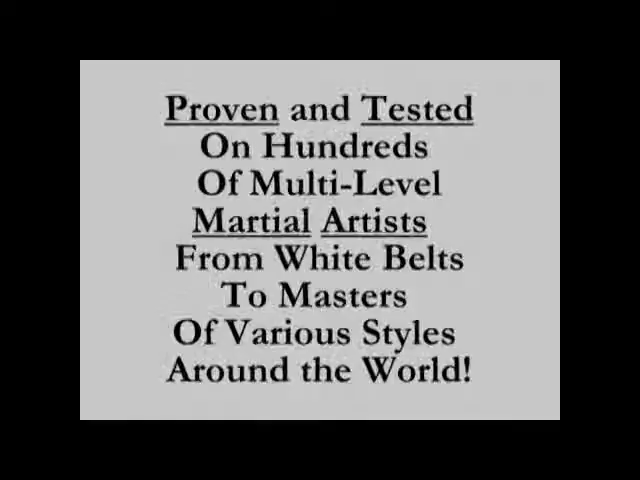 Proven and Tested
On Hundreds
Of Multi-Level
Martial Artists
From White Belts
To Masters
Of Various Styles
Around the World!